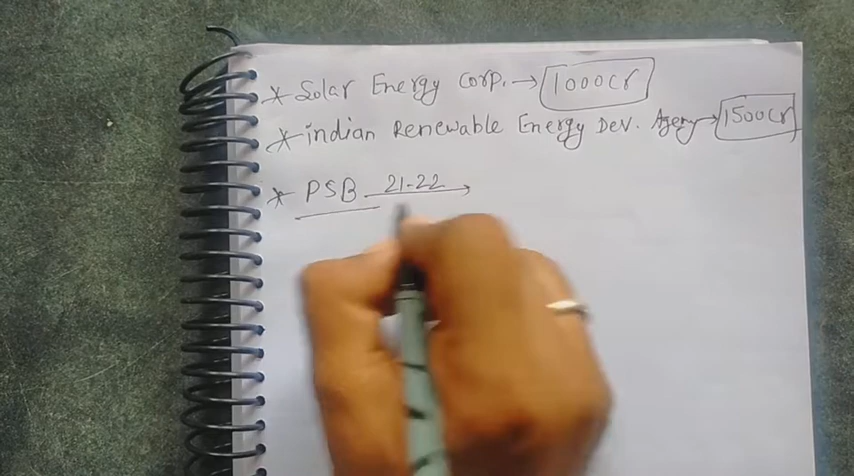 * Solar Energy Corp. → 1000cr
* indian Renewable Energy Dev. Agency → 1500cr
* PSB 21-22 →